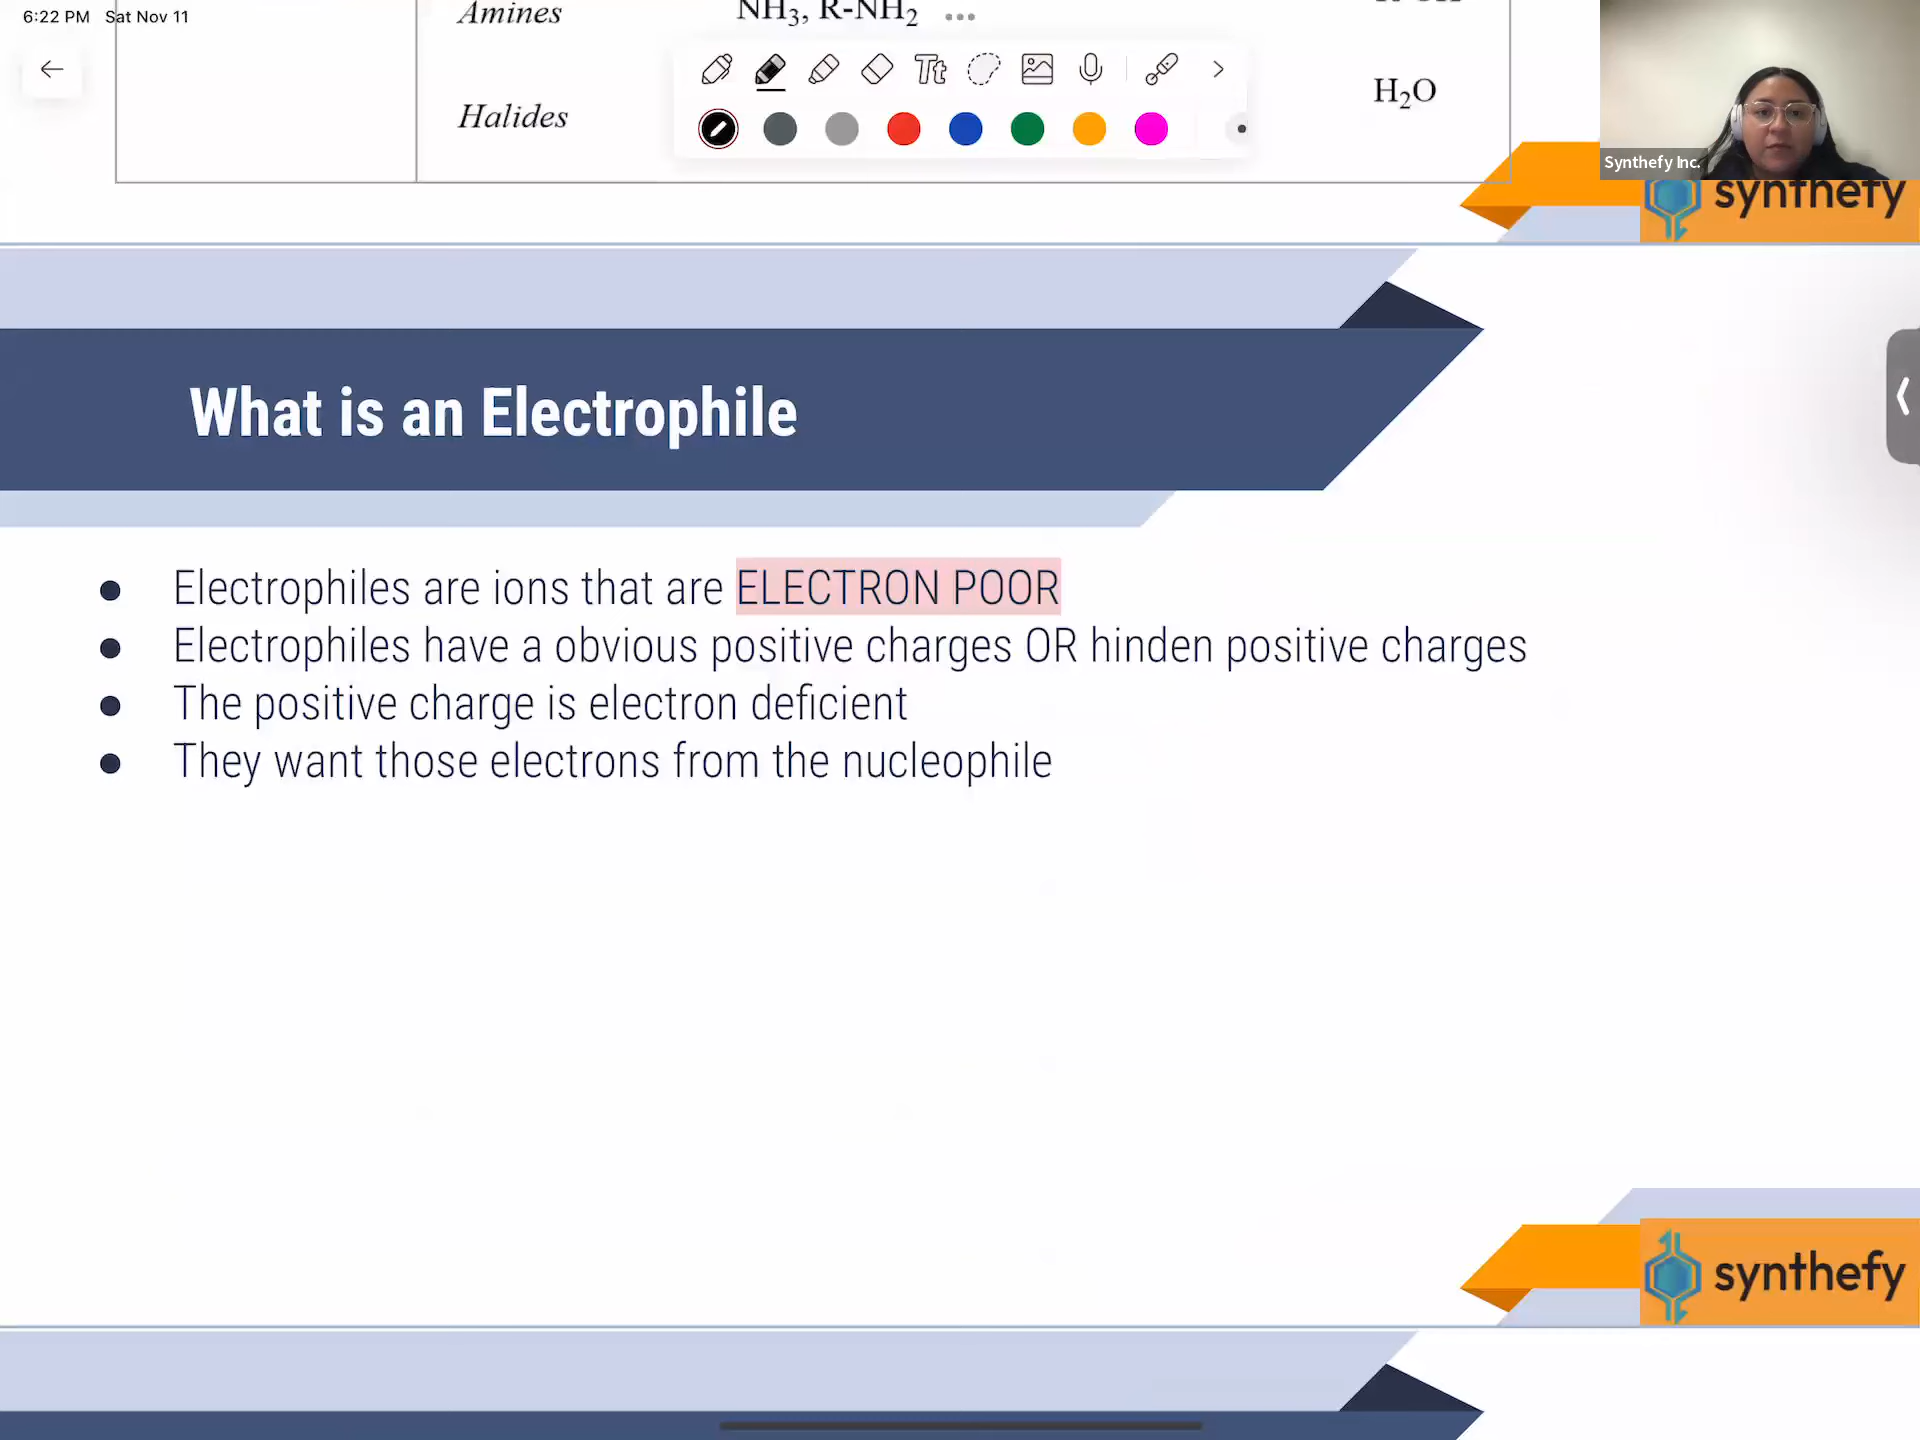 6:22 PM Sat Nov 11
Amines NH₃, R-NH₂
Halides
H₂O
Tt
Synthefy Inc.
synthefy
What is an Electrophile
Electrophiles are ions that are ELECTRON POOR
Electrophiles have a obvious positive charges OR hinden positive charges
The positive charge is electron deficient
They want those electrons from the nucleophile
synthefy